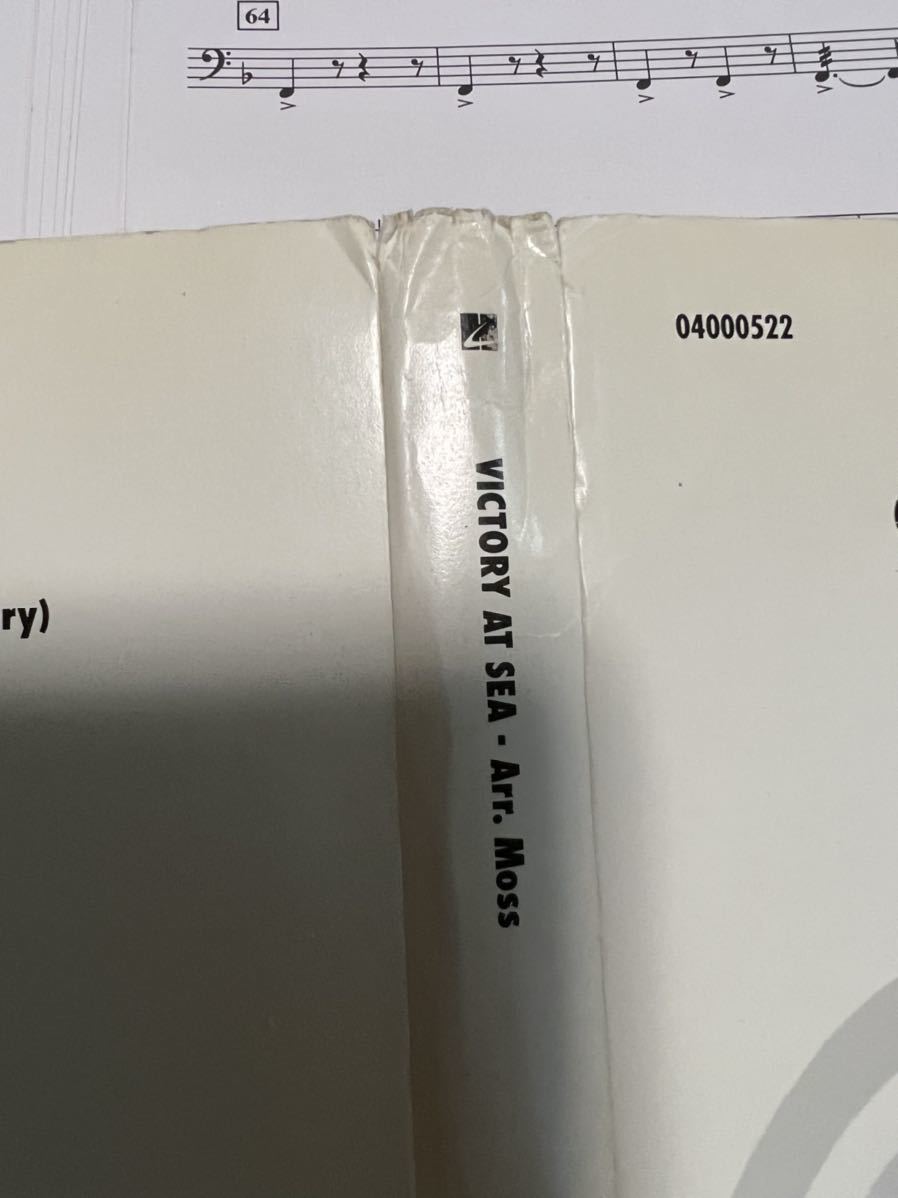 64
04000522
VICTORY AT SEA - Arr. Moss
ry)